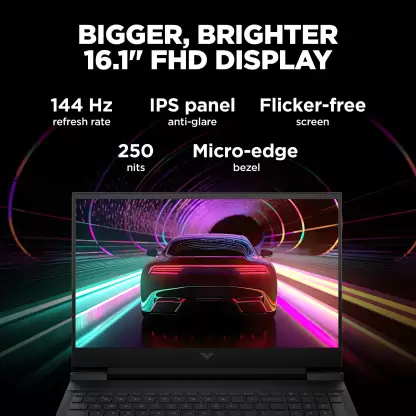 BIGGER, BRIGHTER
16.1" FHD DISPLAY
144 Hz IPS panel Flicker-free
refresh rate anti-glare screen
250 Micro-edge
nits bezel